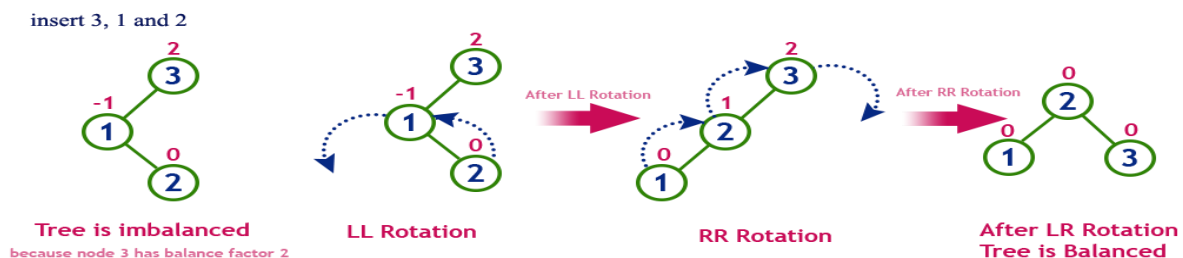 insert 3, 1 and 2
2
3
-1
1
0
2
Tree is imbalanced
because node 3 has balance factor 2
2
3
-1
1
0
2
LL Rotation
After LL Rotation
2
3
1
2
0
1
RR Rotation
After RR Rotation
0
2
0
1
0
3
After LR Rotation
Tree is Balanced